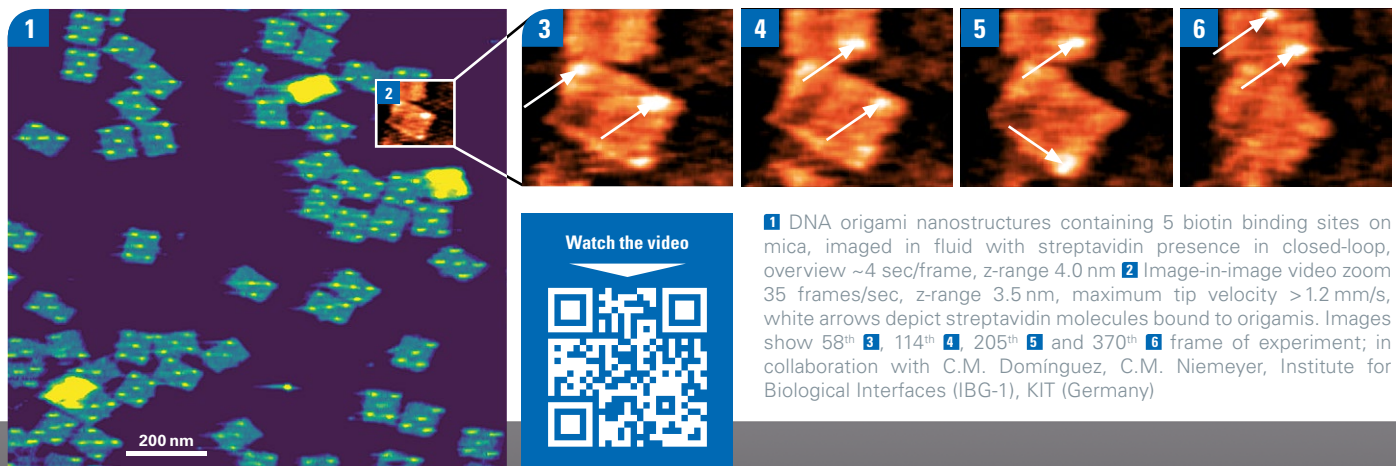 1
2
3
4
5
6
200 nm
Watch the video
1 DNA origami nanostructures containing 5 biotin binding sites on
mica, imaged in fluid with streptavidin presence in closed-loop,
overview ~4 sec/frame, z-range 4.0 nm 2 Image-in-image video zoom
35 frames/sec, z-range 3.5 nm, maximum tip velocity >1.2 mm/s,
white arrows depict streptavidin molecules bound to origamis. Images
show 58th 3, 114th 4, 205th 5 and 370th 6 frame of experiment; in
collaboration with C.M. Domínguez, C.M. Niemeyer, Institute for
Biological Interfaces (IBG-1), KIT (Germany)